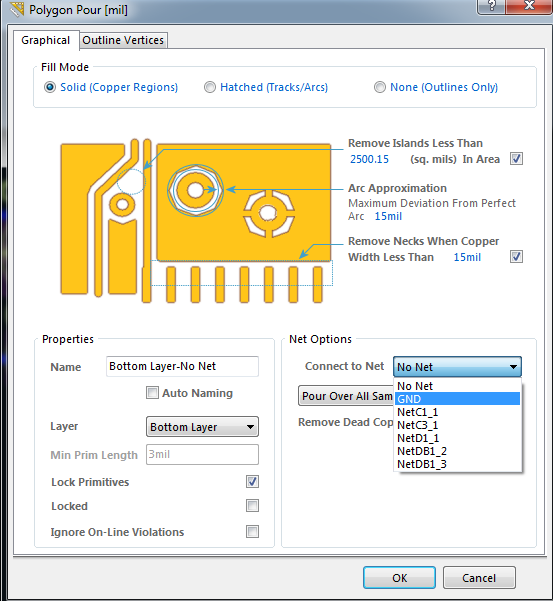 Polygon Pour [mil]
?
Graphical
Outline Vertices
Fill Mode
Solid (Copper Regions)
Hatched (Tracks/Arcs)
None (Outlines Only)
Remove Islands Less Than
2500.15 (sq. mils) In Area
Arc Approximation
Maximum Deviation From Perfect
Arc 15mil
Remove Necks When Copper
Width Less Than 15mil
Properties
Name Bottom Layer-No Net
Auto Naming
Layer Bottom Layer
Min Prim Length 3mil
Lock Primitives
Locked
Ignore On-Line Violations
Net Options
Connect to Net No Net
No Net
GND
NetC1_1
NetC3_1
NetD1_1
NetDB1_2
NetDB1_3
Pour Over All Sam
Remove Dead Cop
OK
Cancel